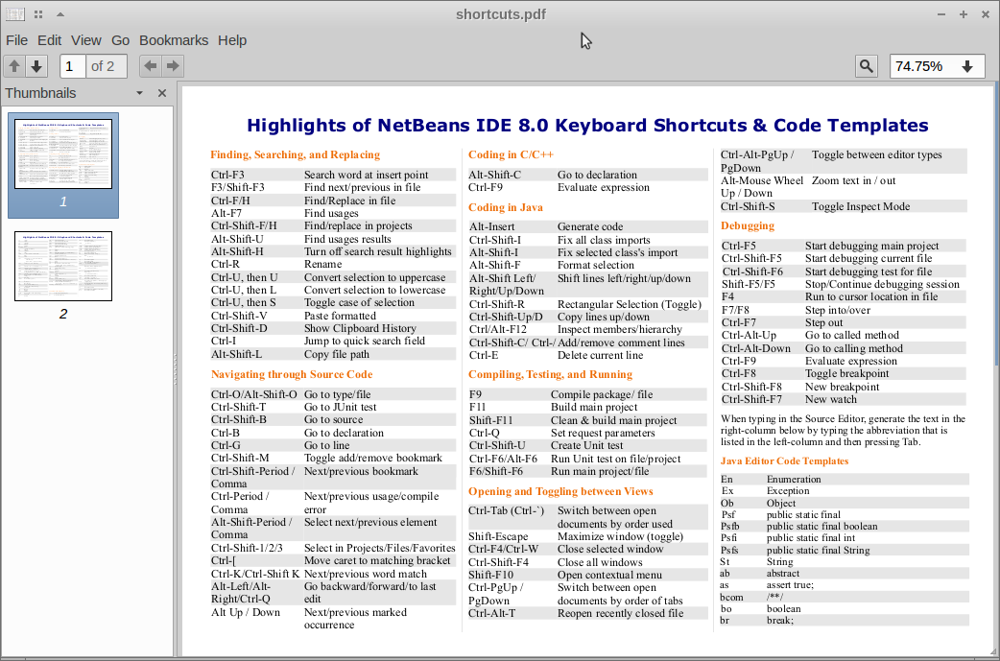 shortcuts.pdf
File Edit View Go Bookmarks Help
1 of 2
74.75%
Thumbnails
1
2
Highlights of NetBeans IDE 8.0 Keyboard Shortcuts & Code Templates
Finding, Searching, and Replacing
Ctrl-F3 Search word at insert point
F3/Shift-F3 Find next/previous in file
Ctrl-F/H Find/Replace in file
Alt-F7 Find usages
Ctrl-Shift-F/H Find/replace in projects
Alt-Shift-U Find usages results
Alt-Shift-H Turn off search result highlights
Ctrl-R Rename
Ctrl-U, then U Convert selection to uppercase
Ctrl-U, then L Convert selection to lowercase
Ctrl-U, then S Toggle case of selection
Ctrl-Shift-V Paste formatted
Ctrl-Shift-D Show Clipboard History
Ctrl-I Jump to quick search field
Alt-Shift-L Copy file path
Navigating through Source Code
Ctrl-O/Alt-Shift-O Go to type/file
Ctrl-Shift-T Go to JUnit test
Ctrl-Shift-B Go to source
Ctrl-B Go to declaration
Ctrl-G Go to line
Ctrl-Shift-M Toggle add/remove bookmark
Ctrl-Shift-Period / Next/previous bookmark
Comma
Ctrl-Period / Next/previous usage/compile
Comma error
Alt-Shift-Period / Select next/previous element
Comma
Ctrl-Shift-1/2/3 Select in Projects/Files/Favorites
Ctrl-[ Move caret to matching bracket
Ctrl-K/Ctrl-Shift K Next/previous word match
Alt-Left/Alt- Go backward/forward/to last
Right/Ctrl-Q edit
Alt Up / Down Next/previous marked
occurrence
Coding in C/C++
Alt-Shift-C Go to declaration
Ctrl-F9 Evaluate expression
Coding in Java
Alt-Insert Generate code
Ctrl-Shift-I Fix all class imports
Alt-Shift-I Fix selected class's import
Alt-Shift-F Format selection
Alt-Shift Left/ Shift lines left/right/up/down
Right/Up/Down
Ctrl-Shift-R Rectangular Selection (Toggle)
Ctrl-Shift-Up/D Copy lines up/down
Ctrl/Alt-F12 Inspect members/hierarchy
Ctrl-Shift-C/ Ctrl-/ Add/remove comment lines
Ctrl-E Delete current line
Compiling, Testing, and Running
F9 Compile package/ file
F11 Build main project
Shift-F11 Clean & build main project
Ctrl-Q Set request parameters
Ctrl-Shift-U Create Unit test
Ctrl-F6/Alt-F6 Run Unit test on file/project
F6/Shift-F6 Run main project/file
Opening and Toggling between Views
Ctrl-Tab (Ctrl-`) Switch between open
documents by order used
Shift-Escape Maximize window (toggle)
Ctrl-F4/Ctrl-W Close selected window
Ctrl-Shift-F4 Close all windows
Shift-F10 Open contextual menu
Ctrl-PgUp / Switch between open
PgDown documents by order of tabs
Ctrl-Alt-T Reopen recently closed file
Ctrl-Alt-PgUp / Toggle between editor types
PgDown
Alt-Mouse Wheel Zoom text in / out
Up / Down
Ctrl-Shift-S Toggle Inspect Mode
Debugging
Ctrl-F5 Start debugging main project
Ctrl-Shift-F5 Start debugging current file
Ctrl-Shift-F6 Start debugging test for file
Shift-F5/F5 Stop/Continue debugging session
F4 Run to cursor location in file
F7/F8 Step into/over
Ctrl-F7 Step out
Ctrl-Alt-Up Go to called method
Ctrl-Alt-Down Go to calling method
Ctrl-F9 Evaluate expression
Ctrl-F8 Toggle breakpoint
Ctrl-Shift-F8 New breakpoint
Ctrl-Shift-F7 New watch
When typing in the Source Editor, generate the text in the
right-column below by typing the abbreviation that is
listed in the left-column and then pressing Tab.
Java Editor Code Templates
En Enumeration
Ex Exception
Ob Object
Psf public static final
Psfb public static final boolean
Psfi public static final int
Psfs public static final String
St String
ab abstract
as assert true;
bcom /**/
bo boolean
br break;